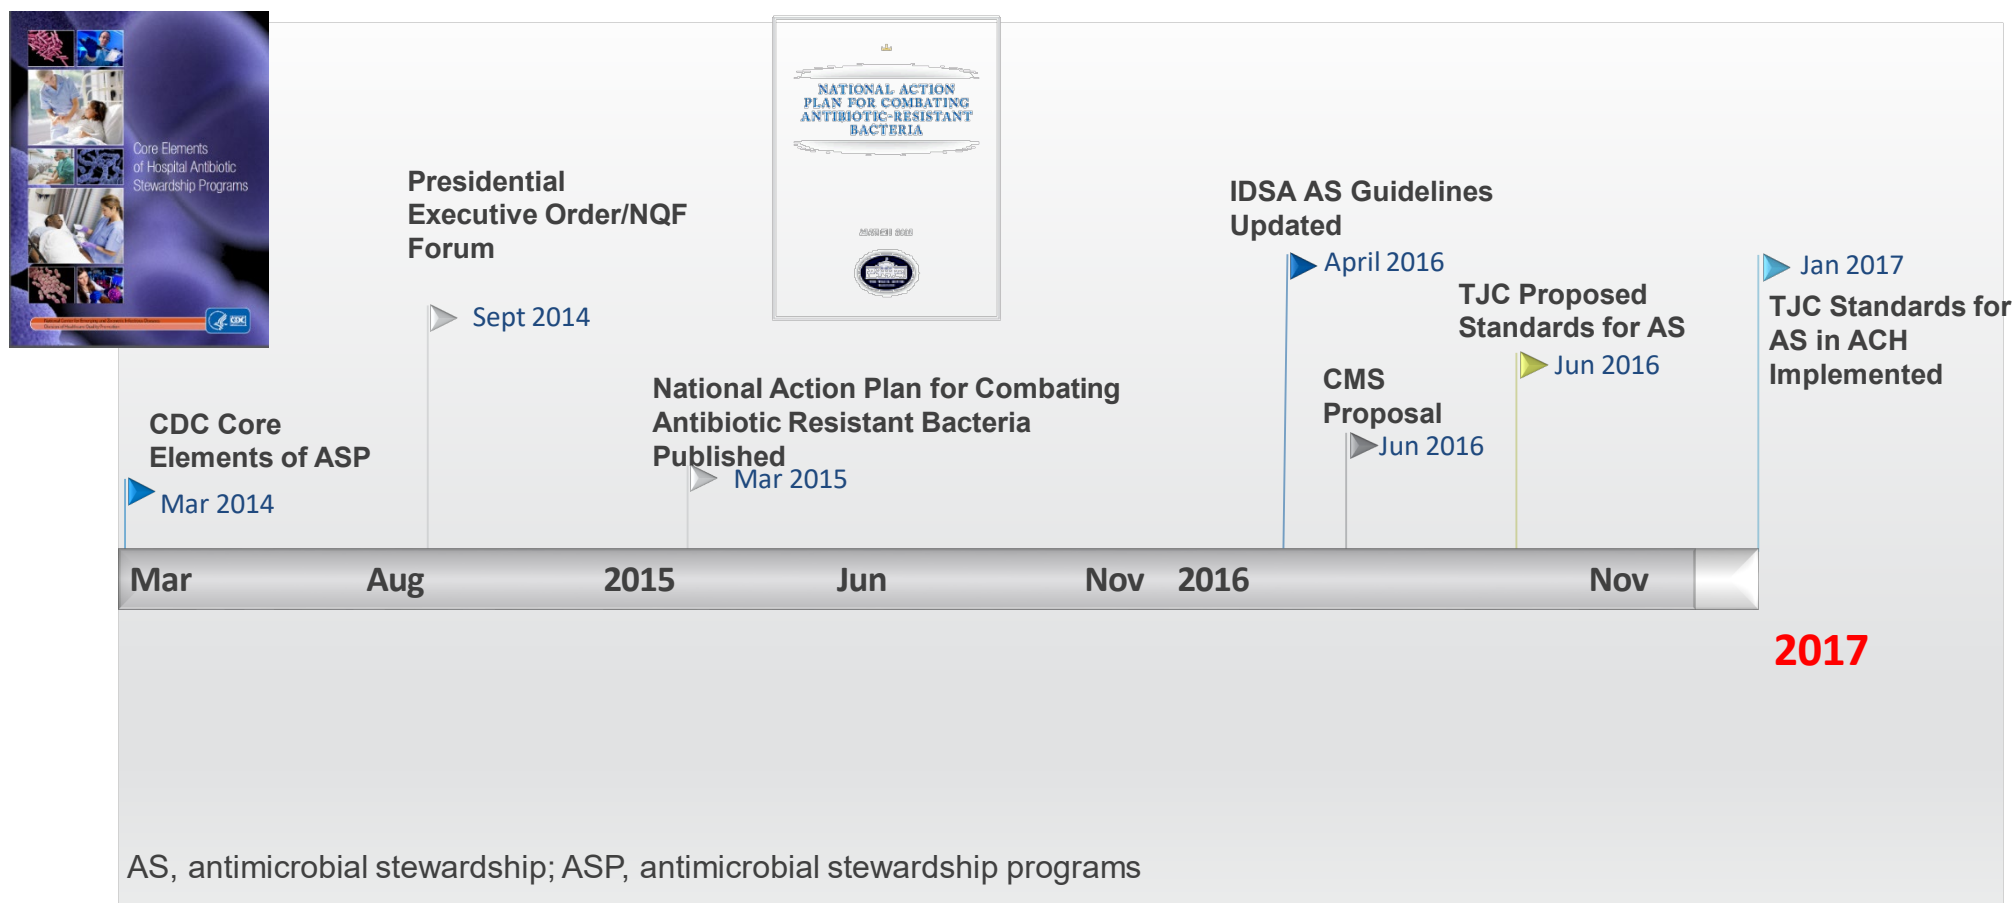 Core Elements
of Hospital Antibiotic
Stewardship Programs
CDC
NATIONAL ACTION
PLAN FOR COMBATING
ANTIBIOTIC-RESISTANT
BACTERIA
Presidential
Executive Order/NQF
Forum
Sept 2014
IDSA AS Guidelines
Updated
April 2016
Jan 2017
TJC Standards for
AS in ACH
Implemented
TJC Proposed
Standards for AS
Jun 2016
CMS
Proposal
Jun 2016
National Action Plan for Combating
Antibiotic Resistant Bacteria
Published
Mar 2015
CDC Core
Elements of ASP
Mar 2014
Mar Aug 2015 Jun Nov 2016 Nov
2017
AS, antimicrobial stewardship; ASP, antimicrobial stewardship programs